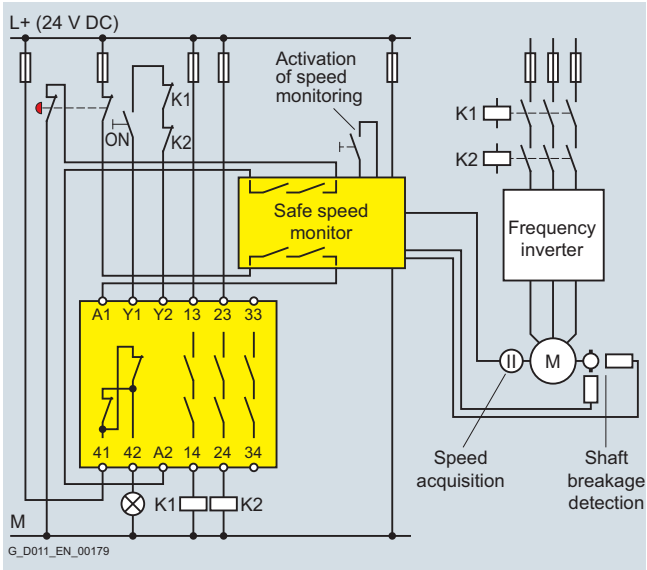 L+ (24 V DC)
Activation
of speed
monitoring
K1
K2
ON
K1
K2
Safe speed
monitor
Frequency
inverter
A1 Y1 Y2 13 23 33
M
41 42 A2 14 24 34
K1
K2
Speed
acquisition
Shaft
breakage
detection
M
G_D011_EN_00179